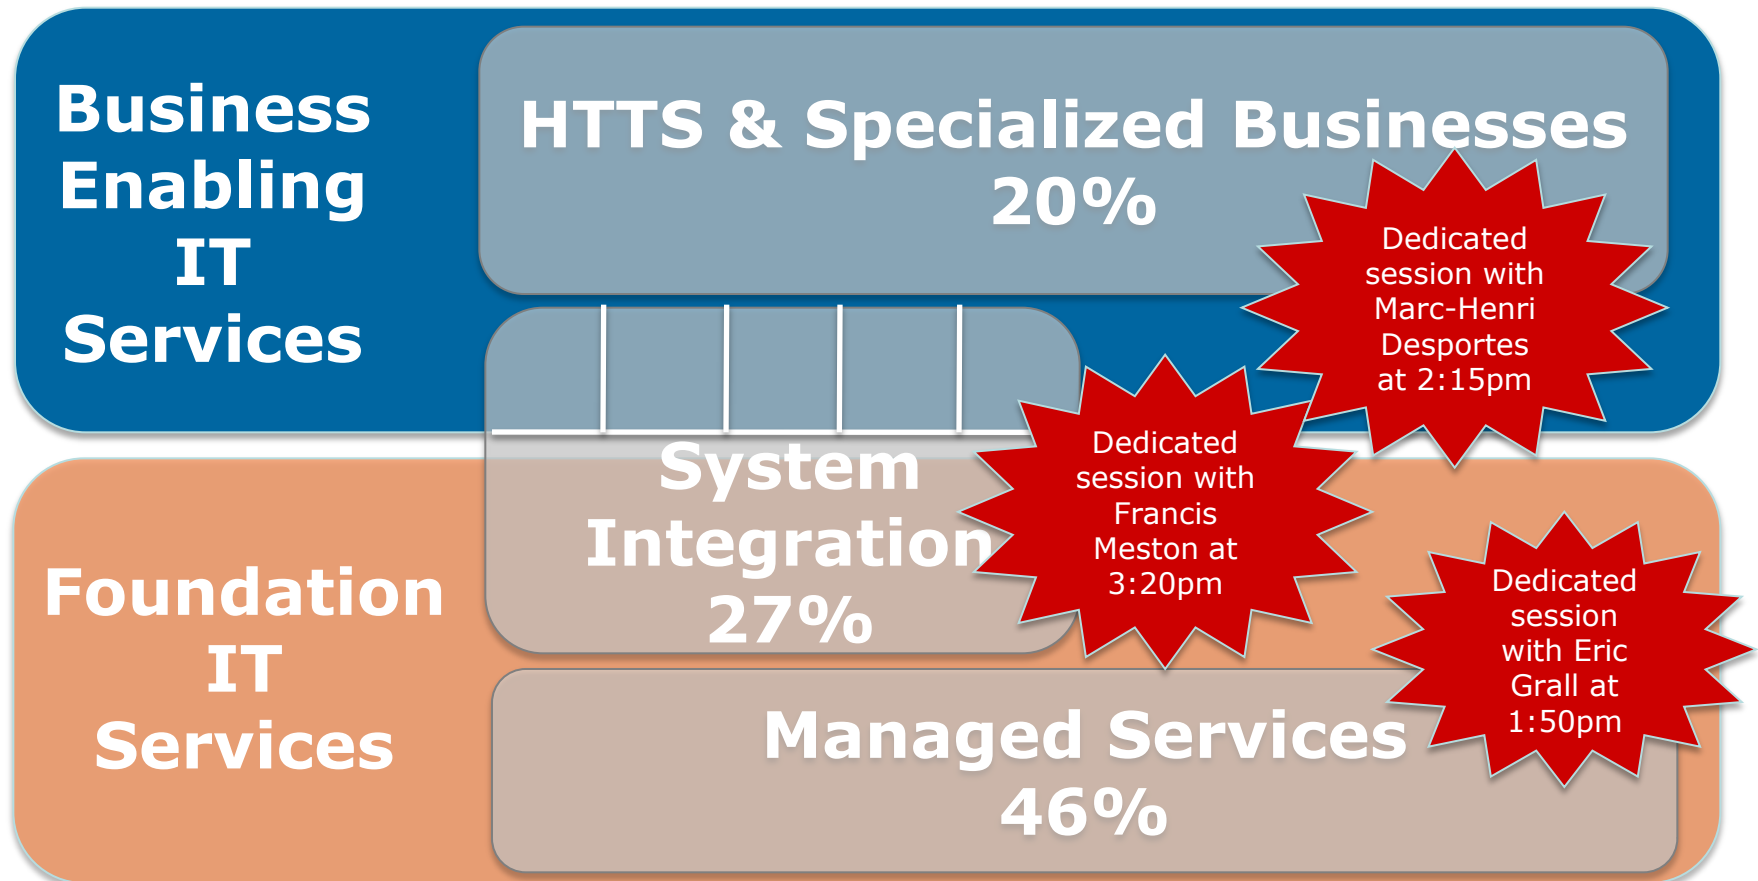 Business
Enabling
IT
Services
HTTS & Specialized Businesses
20%
Dedicated
session with
Marc-Henri
Desportes
at 2:15pm
System
Integration
27%
Dedicated
session with
Francis
Meston at
3:20pm
Foundation
IT
Services
Managed Services
46%
Dedicated
session
with Eric
Grall at
1:50pm